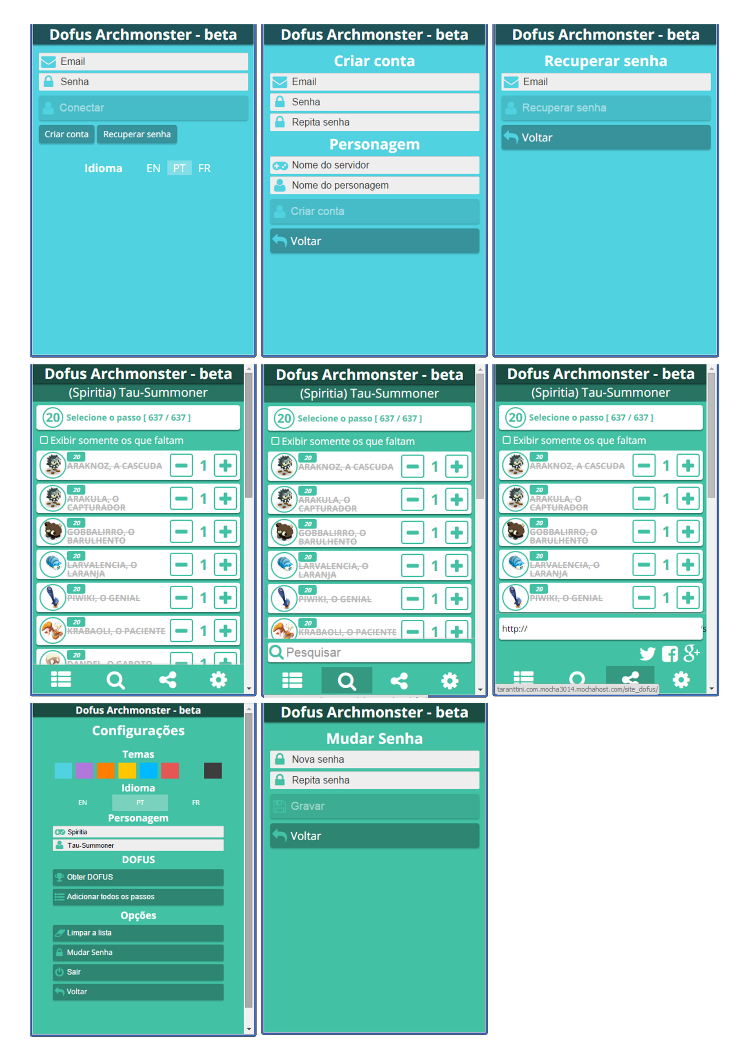 Dofus Archmonster - beta
Email
Senha
Conectar
Criar conta
Recuperar senha
Idioma
EN
PT
FR
Dofus Archmonster - beta
Criar conta
Email
Senha
Repita senha
Personagem
Nome do servidor
Nome do personagem
Criar conta
Voltar
Dofus Archmonster - beta
Recuperar senha
Email
Recuperar senha
Voltar
Dofus Archmonster - beta
(Spiritia) Tau-Summoner
20 Selecione o passo [ 637 / 637 ]
Exibir somente os que faltam
20
ARAKNOZ, A CASCUDA
1
20
ARAKULA, O
CAPTURADOR
1
20
GOBBALIRRO, O
BARULHENTO
1
20
LARVALENCIA, O
LARANJA
1
20
PIWIKI, O GENIAL
1
20
KRABAOLI, O PACIENTE
1
20
DANDEL, O GAROTO
Dofus Archmonster - beta
(Spiritia) Tau-Summoner
20 Selecione o passo [ 637 / 637 ]
Exibir somente os que faltam
20
ARAKNOZ, A CASCUDA
1
20
ARAKULA, O
CAPTURADOR
1
20
GOBBALIRRO, O
BARULHENTO
1
20
LARVALENCIA, O
LARANJA
1
20
PIWIKI, O GENIAL
1
20
KRABAOLI, O PACIENTE
1
Pesquisar
Dofus Archmonster - beta
(Spiritia) Tau-Summoner
20 Selecione o passo [ 637 / 637 ]
Exibir somente os que faltam
20
ARAKNOZ, A CASCUDA
1
20
ARAKULA, O
CAPTURADOR
1
20
GOBBALIRRO, O
BARULHENTO
1
20
LARVALENCIA, O
LARANJA
1
20
PIWIKI, O GENIAL
1
http://
taranttini.com.mocha3014.mochahost.com/site_dofus/
Dofus Archmonster - beta
Configurações
Temas
Idioma
EN
PT
FR
Personagem
Spiritia
Tau-Summoner
DOFUS
Obter DOFUS
Adicionar todos os passos
Opções
Limpar a lista
Mudar Senha
Sair
Voltar
Dofus Archmonster - beta
Mudar Senha
Nova senha
Repita senha
Gravar
Voltar